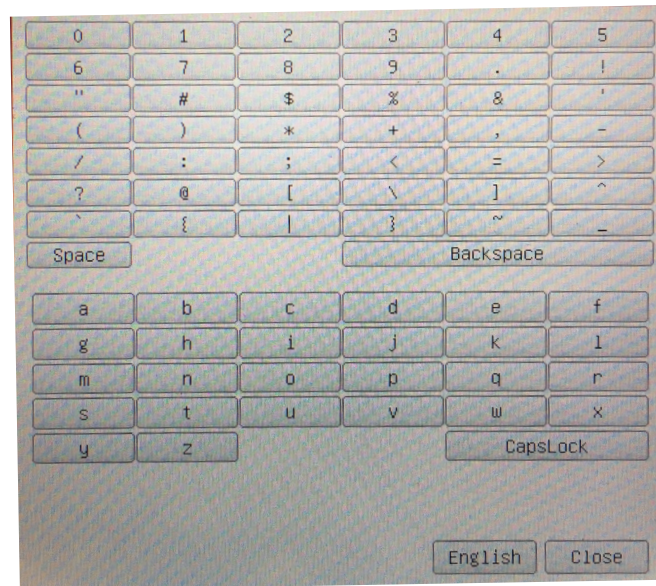 0 1 2 3 4 5
6 7 8 9 . !
" # $ % & '
( ) * + , -
/ : ; < = >
? @ [ \ ] ^
` { | } ~ _
Space Backspace
a b c d e f
g h i j k l
m n o p q r
s t u v w x
y z CapsLock
English Close